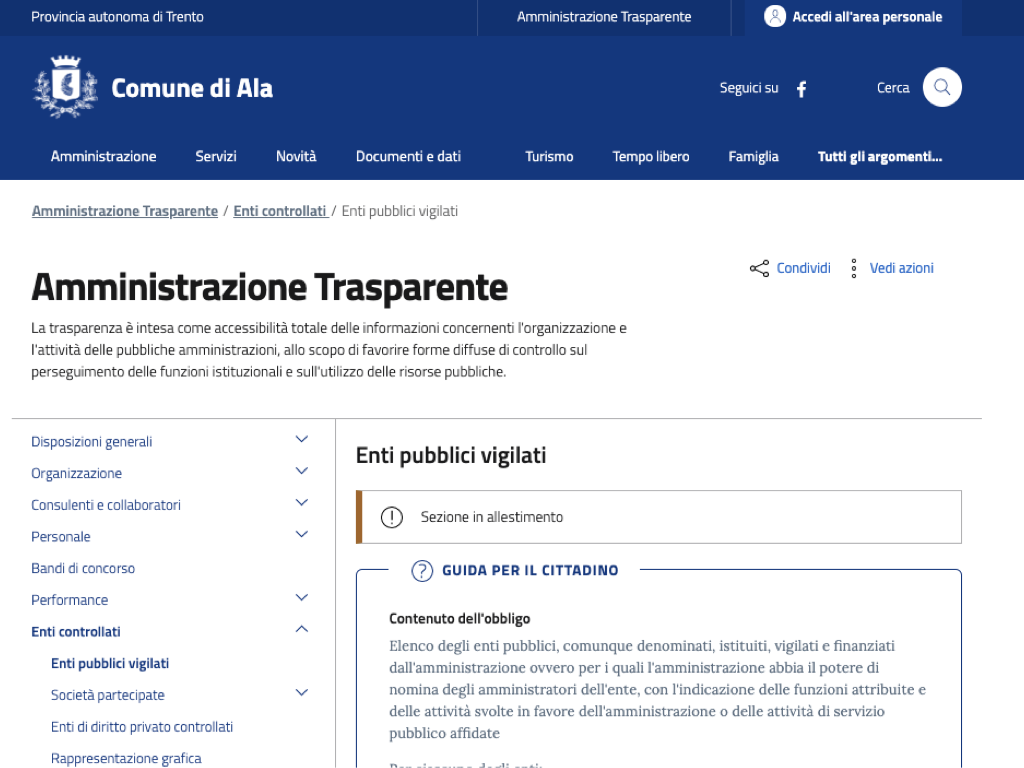 Provincia autonoma di Trento
Amministrazione Trasparente
Accedi all'area personale
Comune di Ala
Seguici su
Cerca
Amministrazione
Servizi
Novità
Documenti e dati
Turismo
Tempo libero
Famiglia
Tutti gli argomenti...
Amministrazione Trasparente / Enti controllati / Enti pubblici vigilati
Amministrazione Trasparente
La trasparenza è intesa come accessibilità totale delle informazioni concernenti l'organizzazione e
l'attività delle pubbliche amministrazioni, allo scopo di favorire forme diffuse di controllo sul
perseguimento delle funzioni istituzionali e sull'utilizzo delle risorse pubbliche.
Condividi
Vedi azioni
Disposizioni generali
Organizzazione
Consulenti e collaboratori
Personale
Bandi di concorso
Performance
Enti controllati
Enti pubblici vigilati
Società partecipate
Enti di diritto privato controllati
Rappresentazione grafica
Enti pubblici vigilati
Sezione in allestimento
GUIDA PER IL CITTADINO
Contenuto dell'obbligo
Elenco degli enti pubblici, comunque denominati, istituiti, vigilati e finanziati
dall'amministrazione ovvero per i quali l'amministrazione abbia il potere di
nomina degli amministratori dell'ente, con l'indicazione delle funzioni attribuite e
delle attività svolte in favore dell'amministrazione o delle attività di servizio
pubblico affidate
Per ciascuno degli enti: